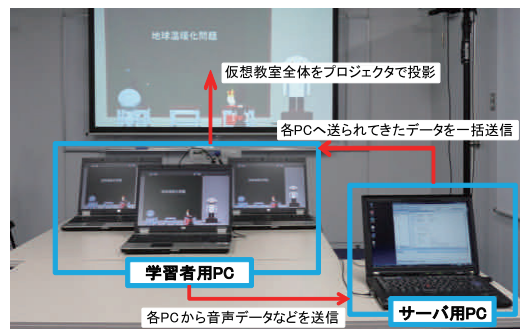 地球温暖化問題
仮想教室全体をプロジェクタで投影
各PCへ送られてきたデータを一括送信
学習者用PC
各PCから音声データなどを送信
サーバ用PC